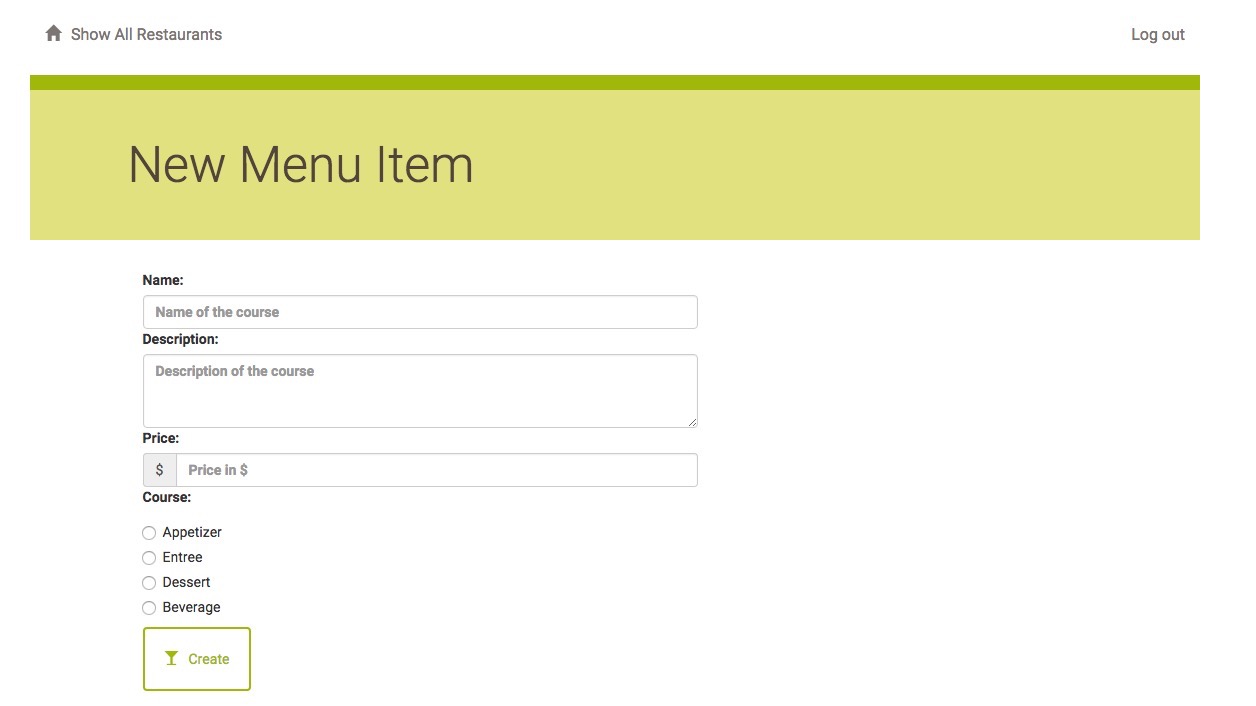 Show All Restaurants
Log out
New Menu Item
Name:
Name of the course
Description:
Description of the course
Price:
$ Price in $
Course:
Appetizer
Entree
Dessert
Beverage
Create